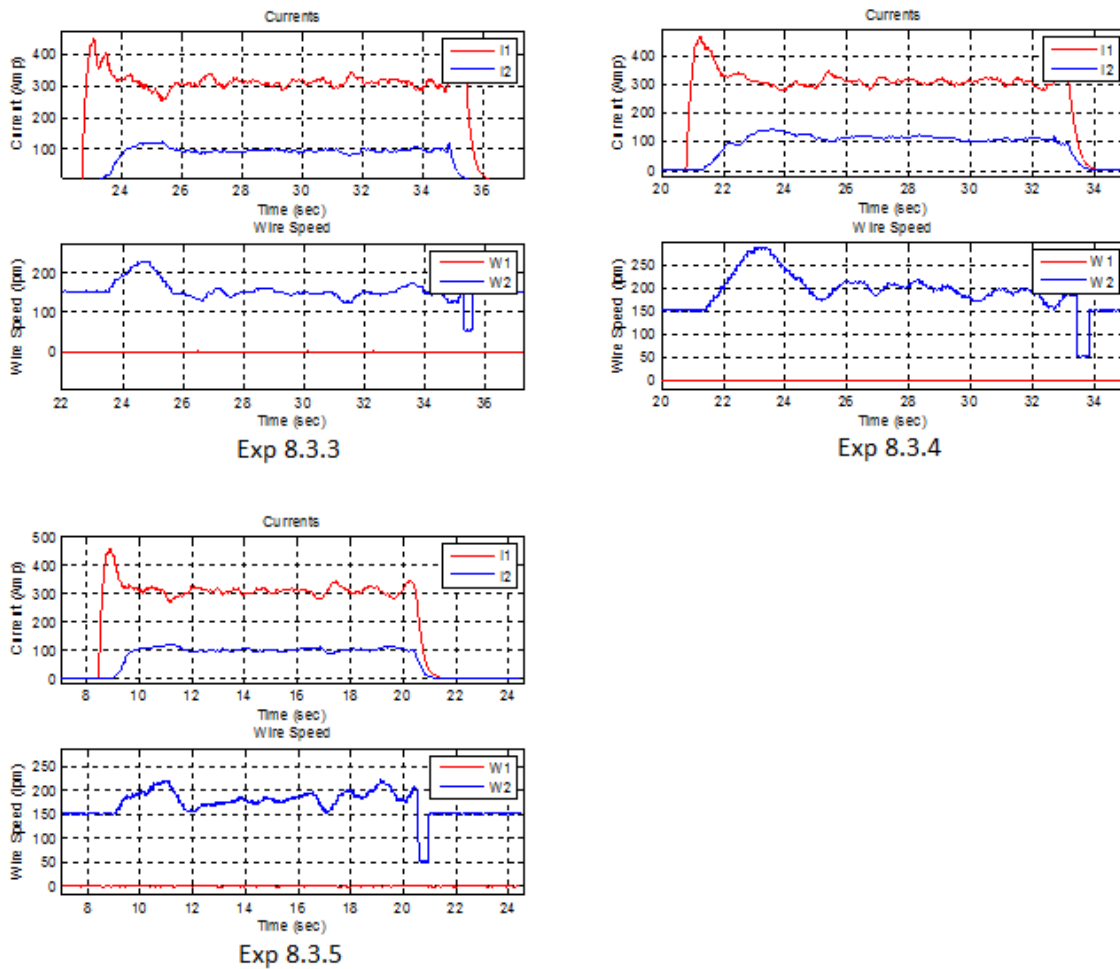 Currents
Current (Amp)
400
300
200
100
I1
I2
24 26 28 30 32 34 36
Time (sec)
Wire Speed
Wire Speed (rpm)
200
100
0
W1
W2
22 24 26 28 30 32 34 36
Time (sec)
Exp 8.3.3
Currents
Current (Amp)
400
300
200
100
0
I1
I2
20 22 24 26 28 30 32 34
Time (sec)
Wire Speed
Wire Speed (rpm)
250
200
150
100
50
0
W1
W2
20 22 24 26 28 30 32 34
Time (sec)
Exp 8.3.4
Currents
Current (Amp)
500
400
300
200
100
0
I1
I2
8 10 12 14 16 18 20 22 24
Time (sec)
Wire Speed
Wire Speed (rpm)
250
200
150
100
50
0
W1
W2
8 10 12 14 16 18 20 22 24
Time (sec)
Exp 8.3.5